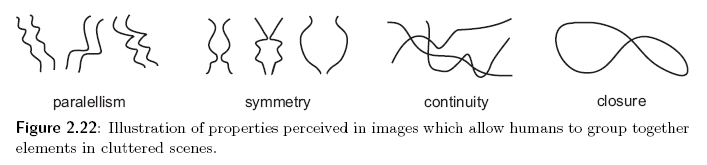 paralellism symmetry continuity closure
Figure 2.22: Illustration of properties perceived in images which allow humans to group together
elements in cluttered scenes.